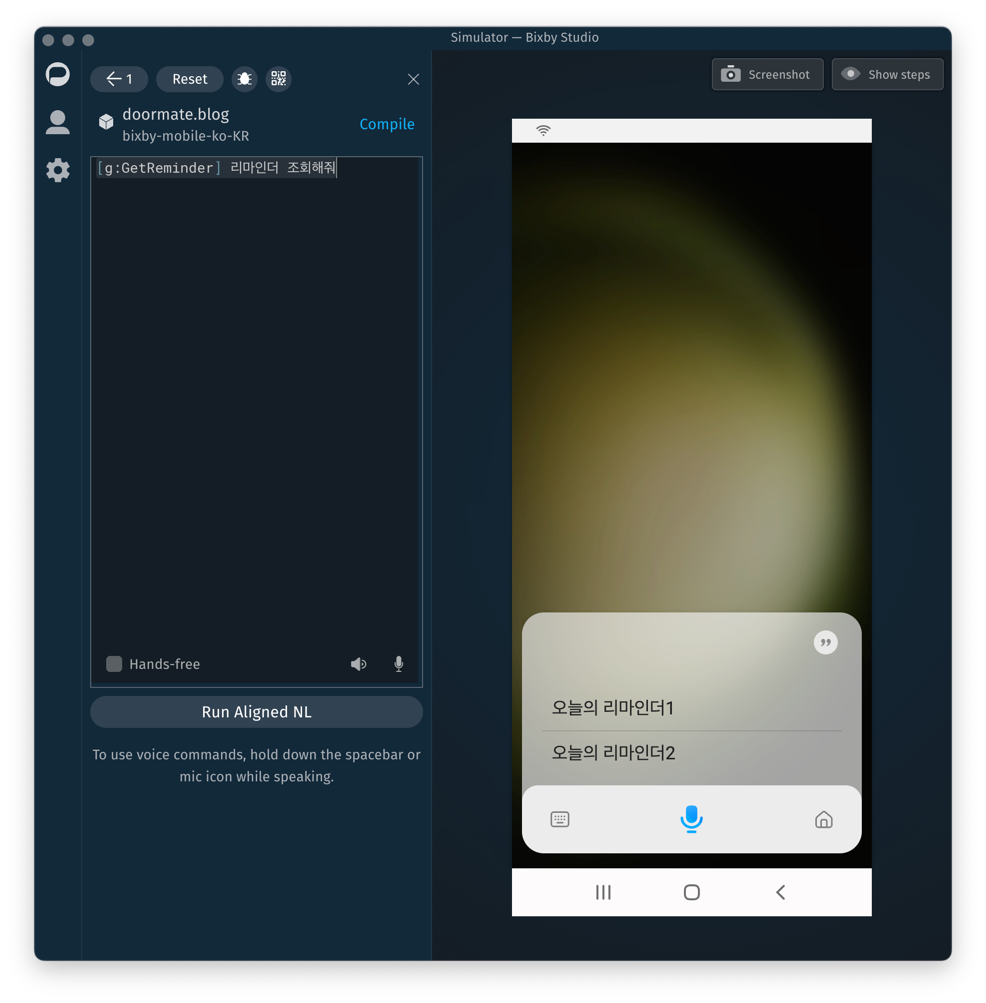 Simulator — Bixby Studio
1
Reset
Screenshot
Show steps
doormate.blog
bixby-mobile-ko-KR
Compile
[g:GetReminder] 리마인더 조회해줘
Hands-free
Run Aligned NL
To use voice commands, hold down the spacebar or
mic icon while speaking.
오늘의 리마인더1
오늘의 리마인더2